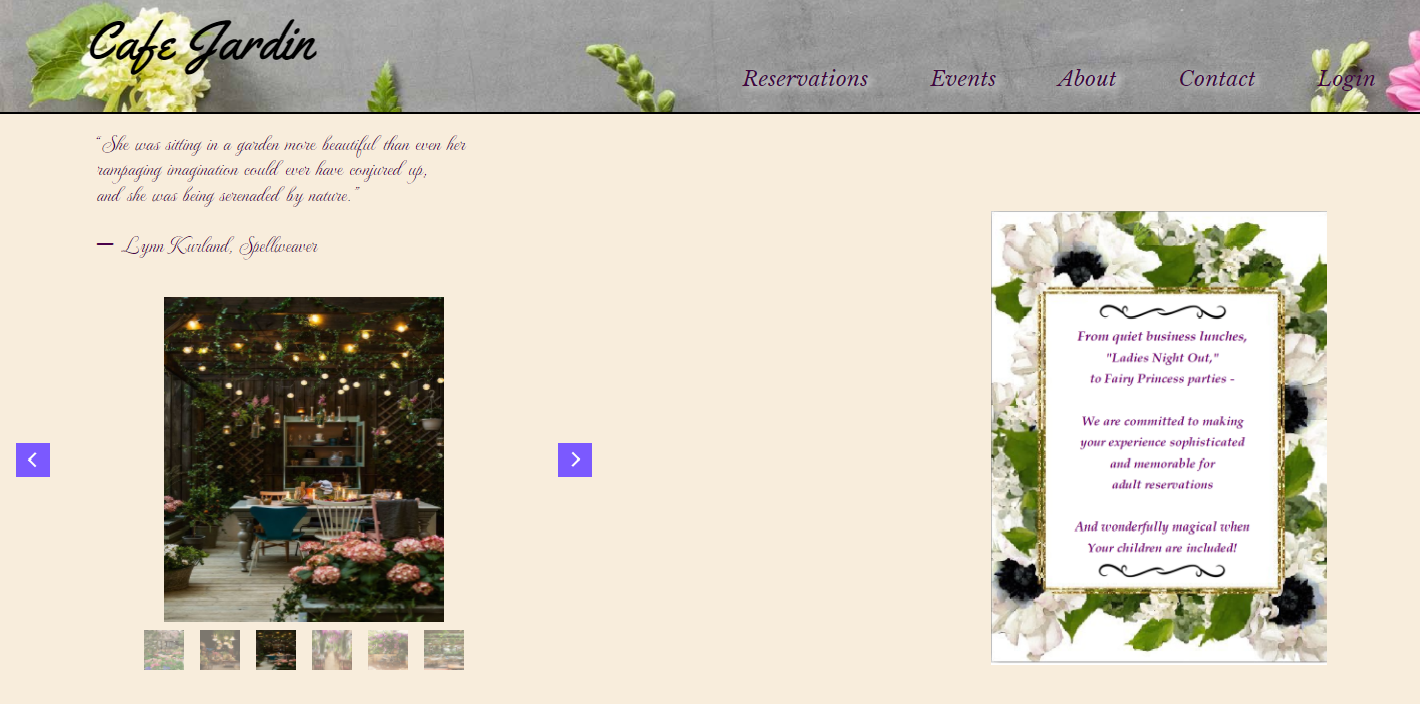 Cafe Jardin
Reservations Events About Contact Login
“She was sitting in a garden more beautiful than even her
rampaging imagination could ever have conjured up,
and she was being serenaded by nature.”
― Lynn Kurland, Spellweaver
From quiet business lunches,
"Ladies Night Out,"
to Fairy Princess parties -
We are committed to making
your experience sophisticated
and memorable for
adult reservations
And wonderfully magical when
Your children are included!